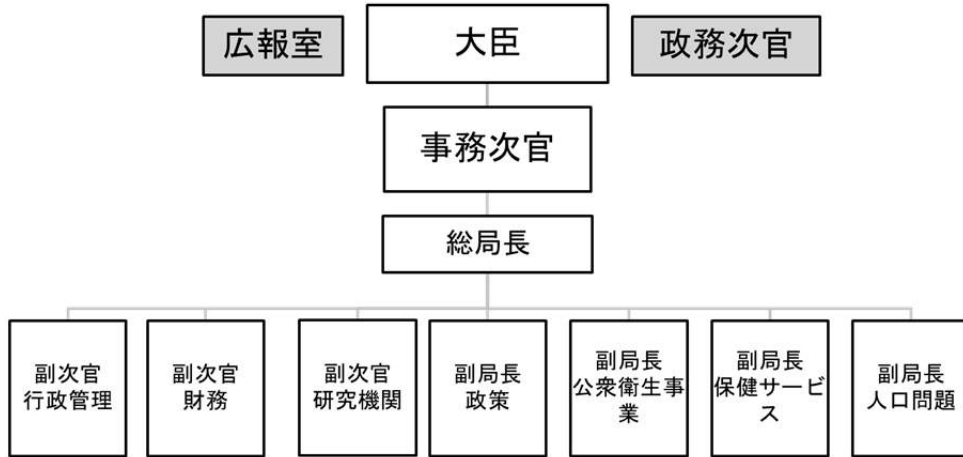 広報室
大臣
政務次官
事務次官
総局長
副次官
行政管理
副次官
財務
副次官
研究機関
副局長
政策
副局長
公衆衛生事
業
副局長
保健サービ
ス
副局長
人口問題